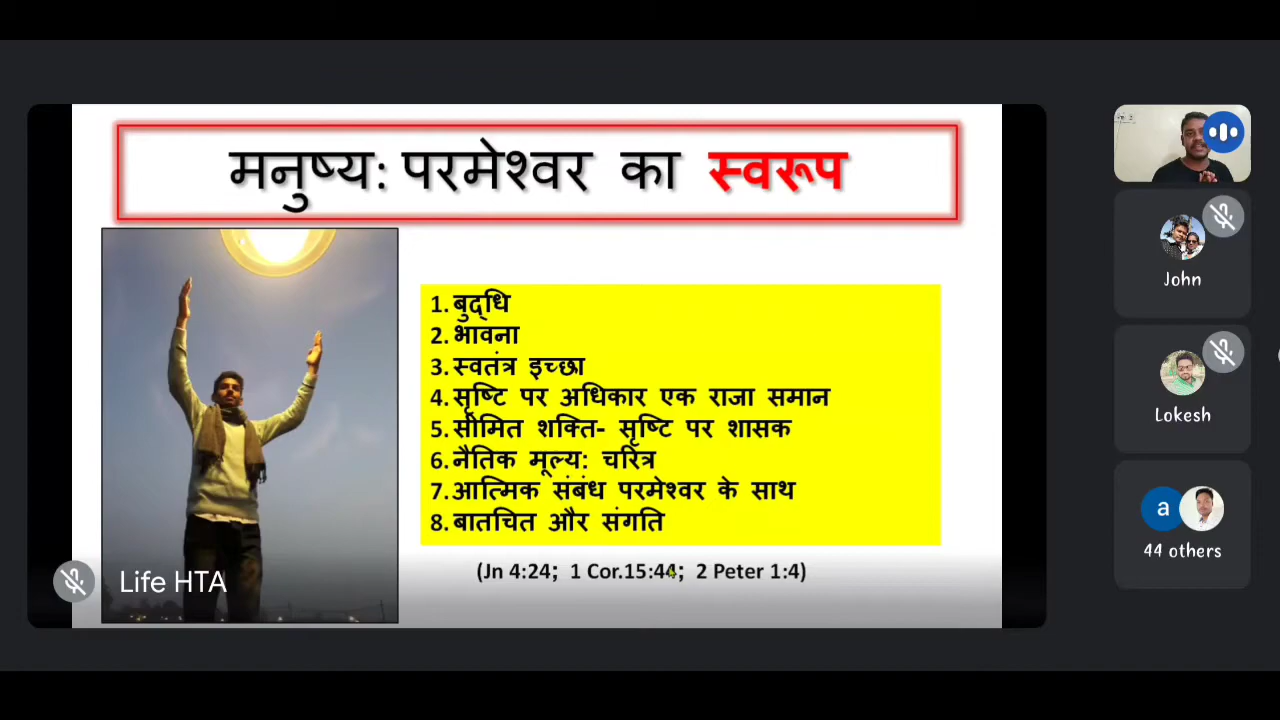 मनुष्य: परमेश्वर का स्वरूप
1. बुद्धि
2. भावना
3. स्वतंत्र इच्छा
4. सृष्टि पर अधिकार एक राजा समान
5. सीमित शक्ति- सृष्टि पर शासक
6. नैतिक मूल्य: चरित्र
7. आत्मिक संबंध परमेश्वर के साथ
8. बातचित और संगति
(Jn 4:24; 1 Cor.15:44; 2 Peter 1:4)
Life HTA
John
Lokesh
a
44 others